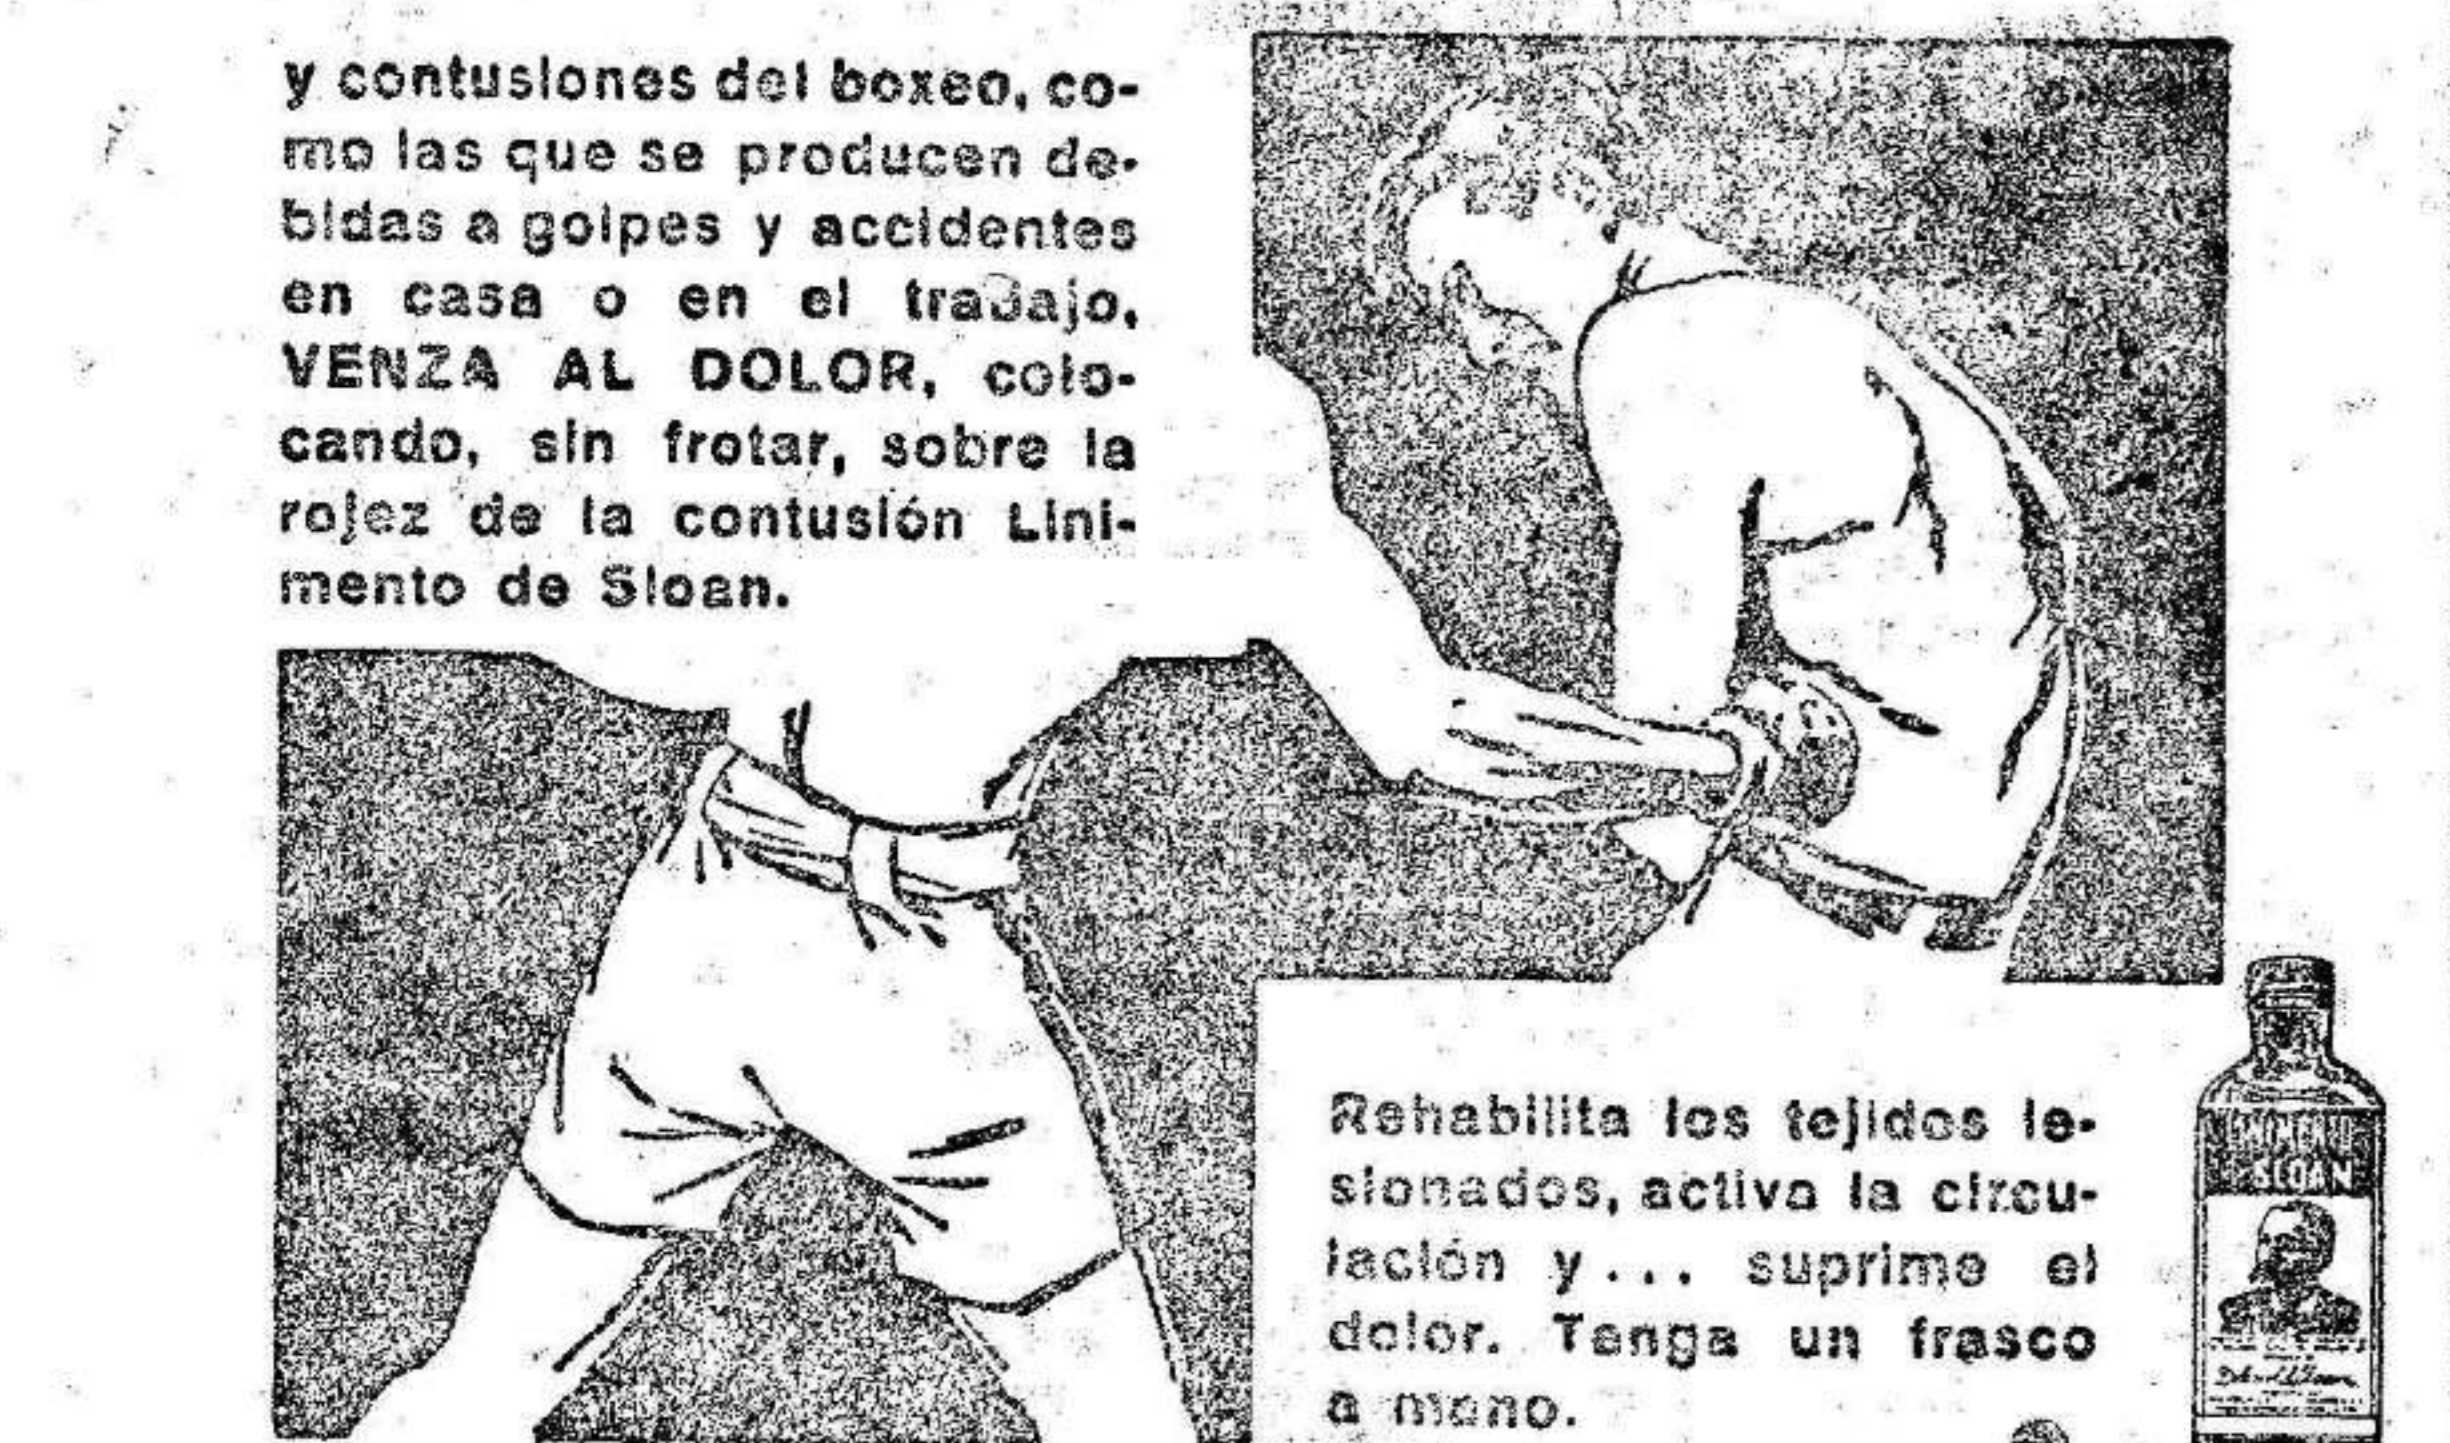 y contusiones del boxeo, co-
mo las que se producen de-
bidas a golpes y accidentes
en casa o en el trabajo,
VENZA AL DOLOR, colo-
cando, sin frotar, sobre la
rojez de la contusión Lini-
mento de Sloan.
Rehabilita los tejidos le-
sionados, activa la circu-
lación y... suprime el
dolor. Tenga un frasco
a mano.
LINIMENTO
SLOAN